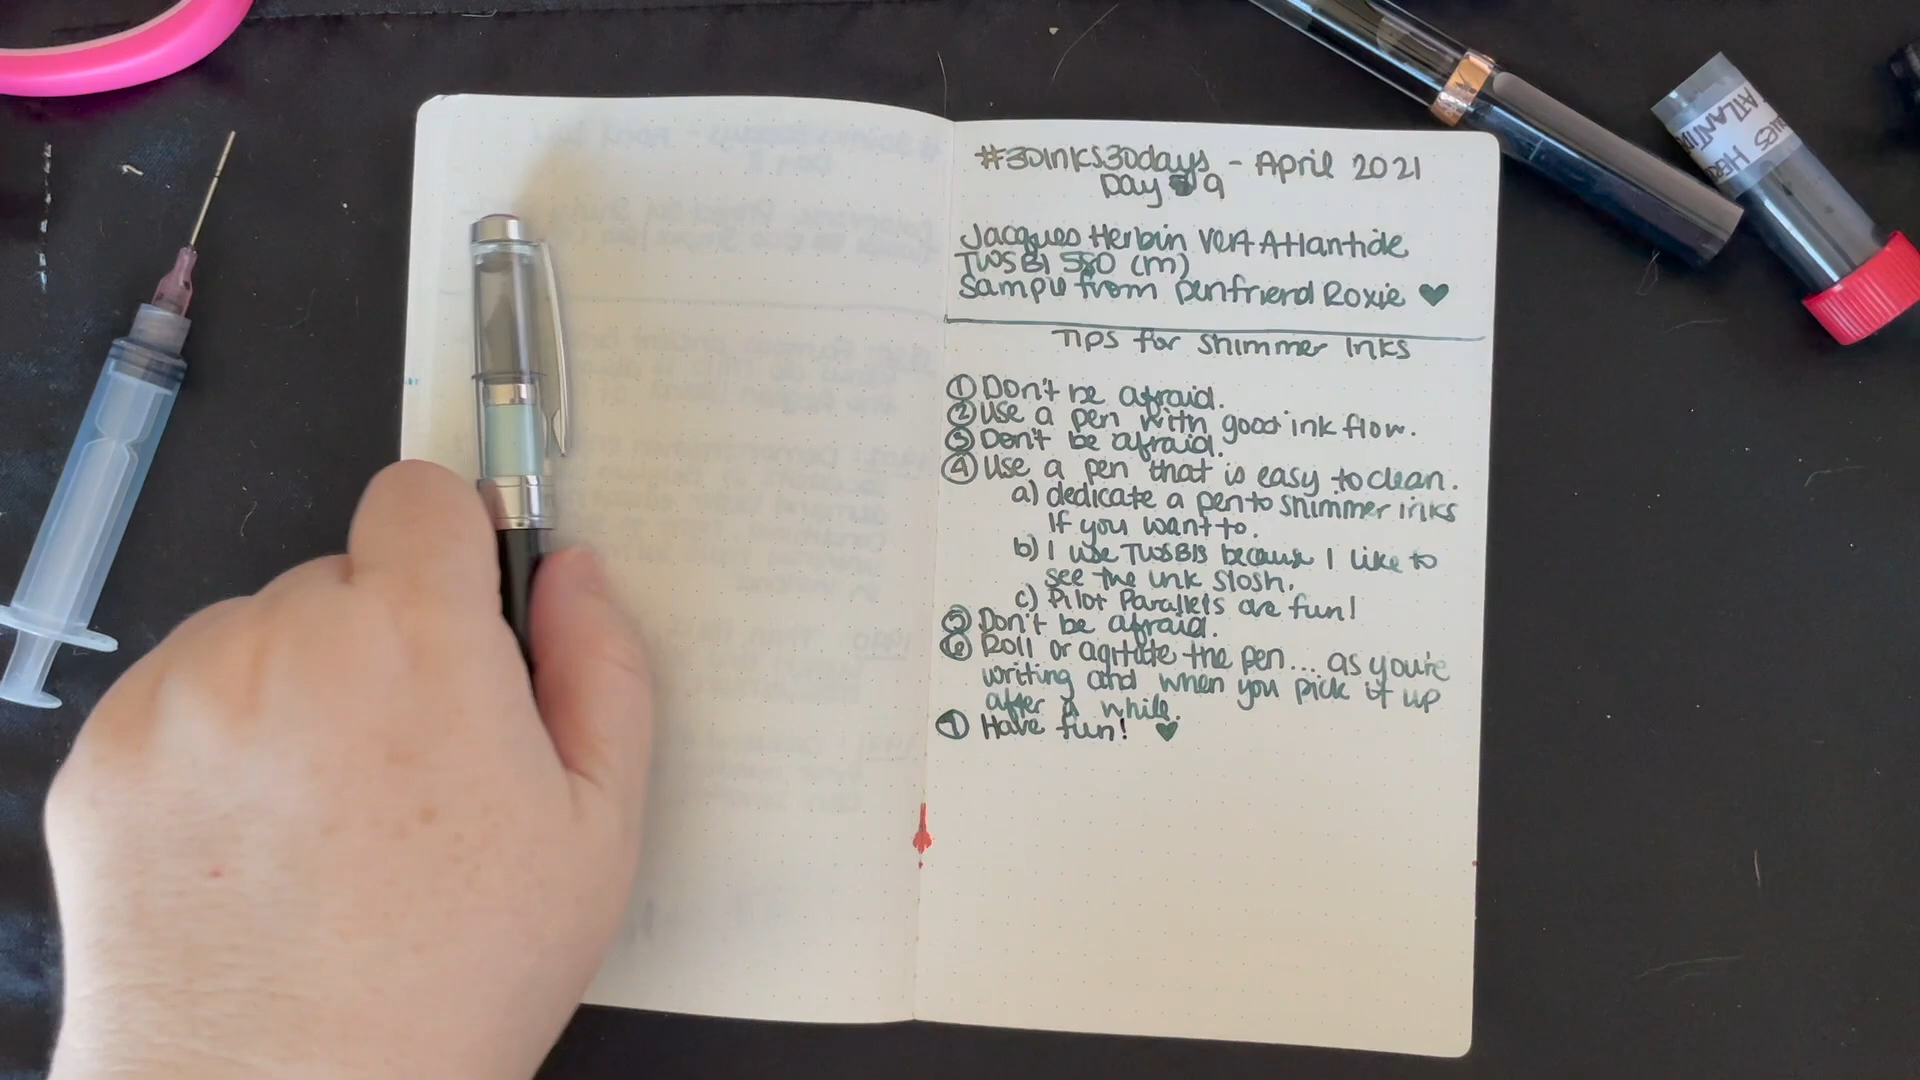 #30inks30days - April 2021
Day 9
Jacques Herbin Vert Atlantide
TWSBI 580 (m)
Sample from penfriend Roxie ♥
Tips for Shimmer Inks
① Don't be afraid.
② Use a pen with good ink flow.
③ Don't be afraid.
④ Use a pen that is easy to clean.
a) dedicate a pen to shimmer inks
if you want to.
b) I use TWSBIs because I like to
see the ink slosh.
c) Pilot Parallels are fun!
⑤ Don't be afraid.
⑥ Roll or agitate the pen... as you're
writing and when you pick it up
after a while.
⑦ Have fun! ♥
ATLANTID